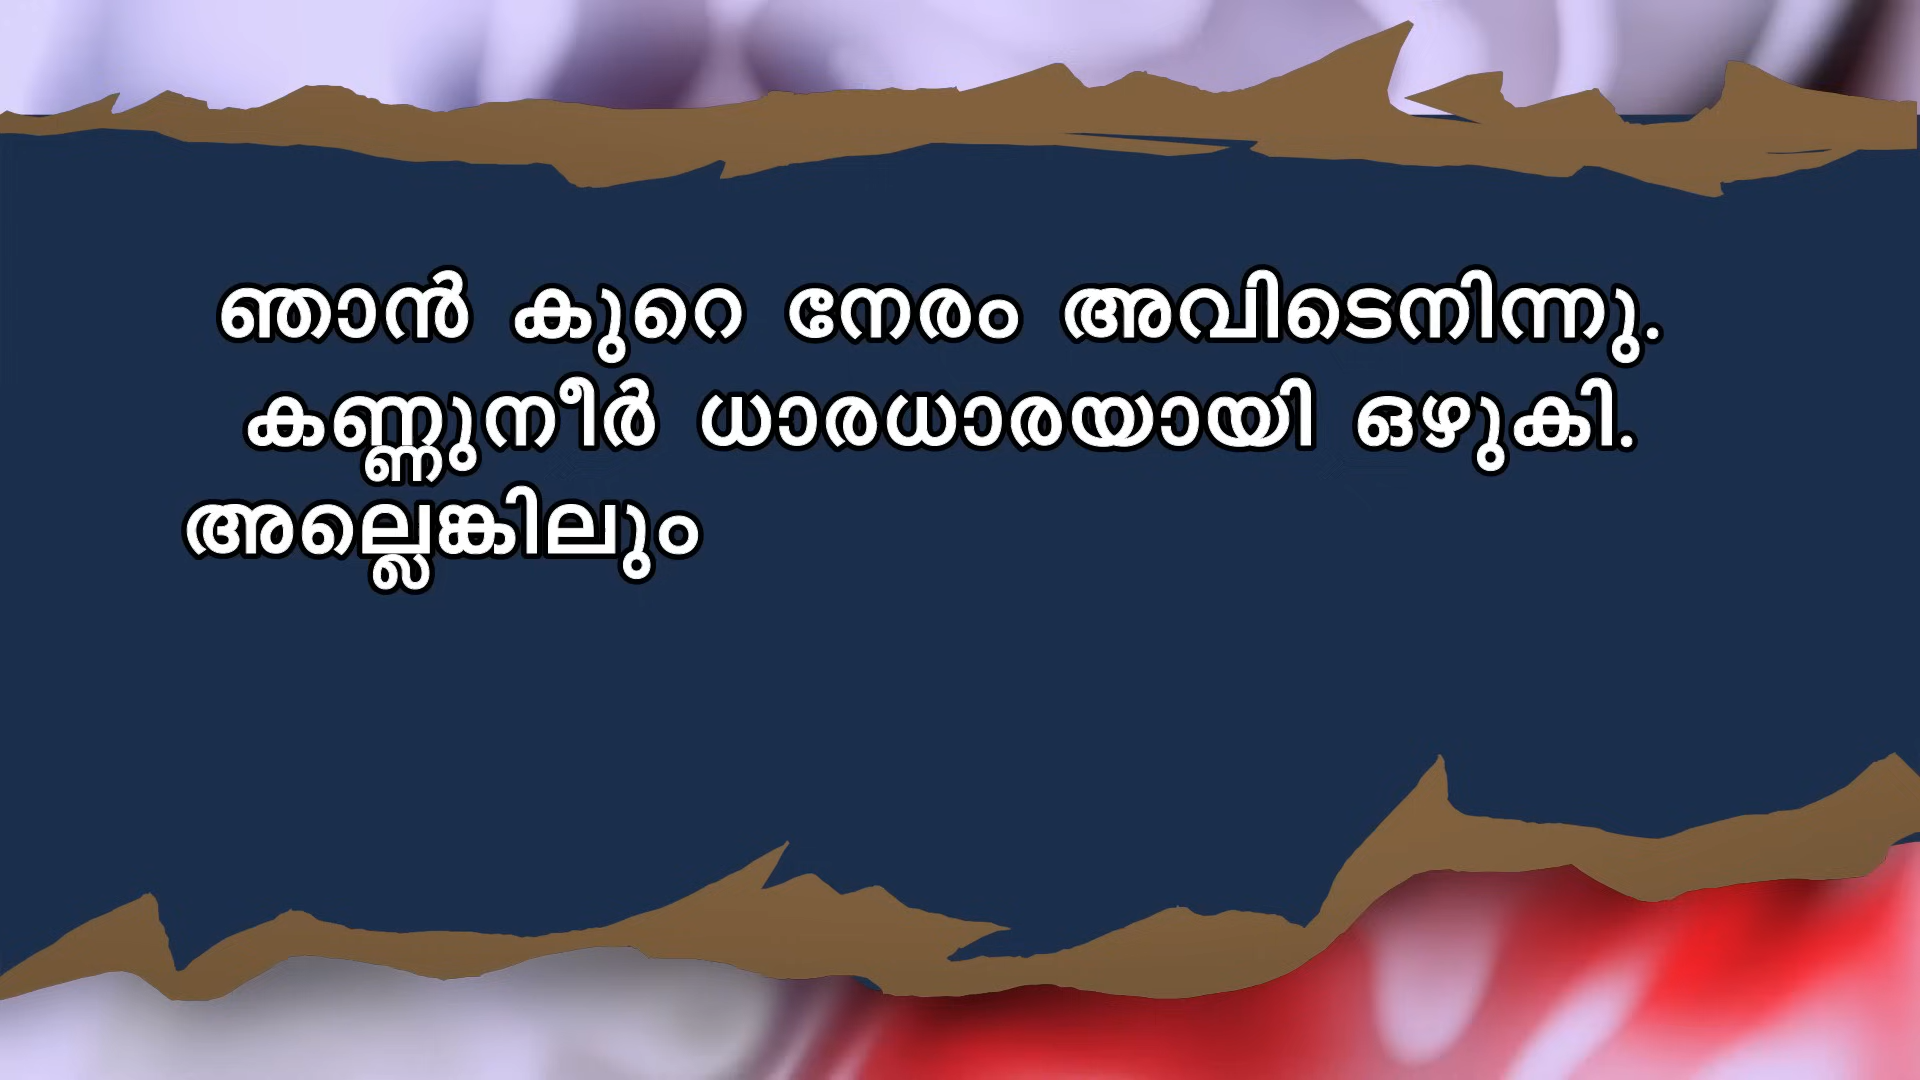 ഞാൻ കുറെ നേരം അവിടെനിന്നു.
കണ്ണുനീർ ധാരധാരയായി ഒഴുകി.
അല്ലെങ്കിലും